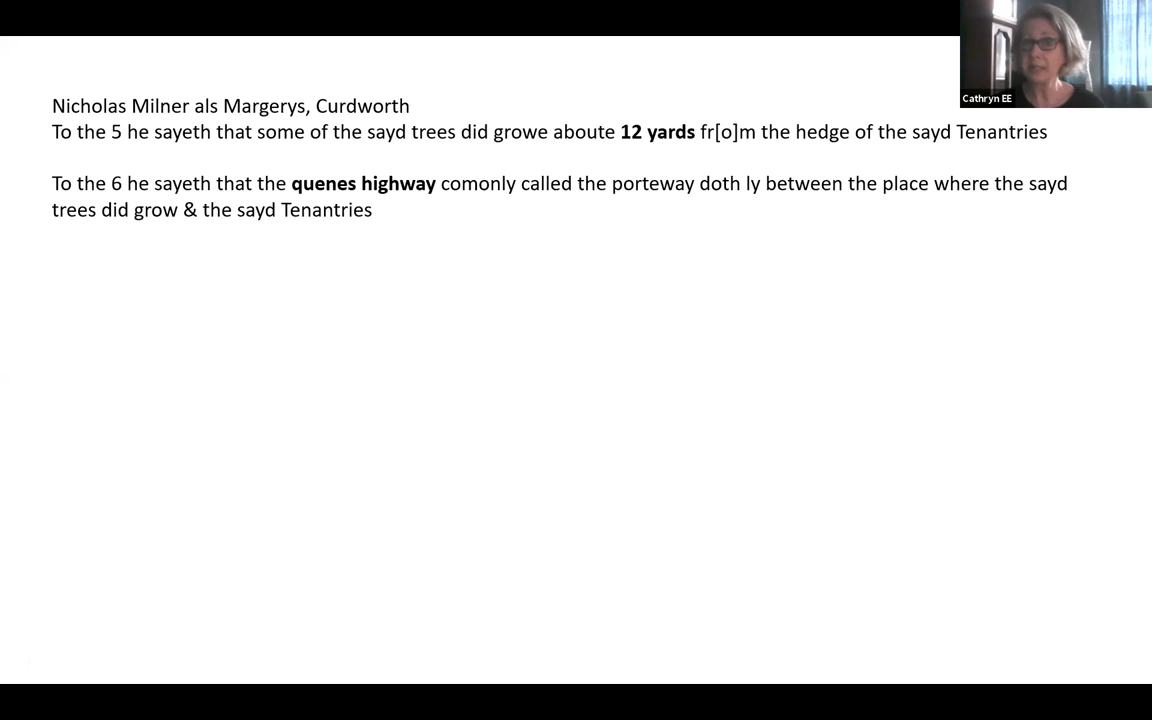 Cathryn EE
Nicholas Milner als Margerys, Curdworth
To the 5 he sayeth that some of the sayd trees did growe aboute 12 yards fr[o]m the hedge of the sayd Tenantries
To the 6 he sayeth that the quenes highway comonly called the porteway doth ly between the place where the sayd
trees did grow & the sayd Tenantries